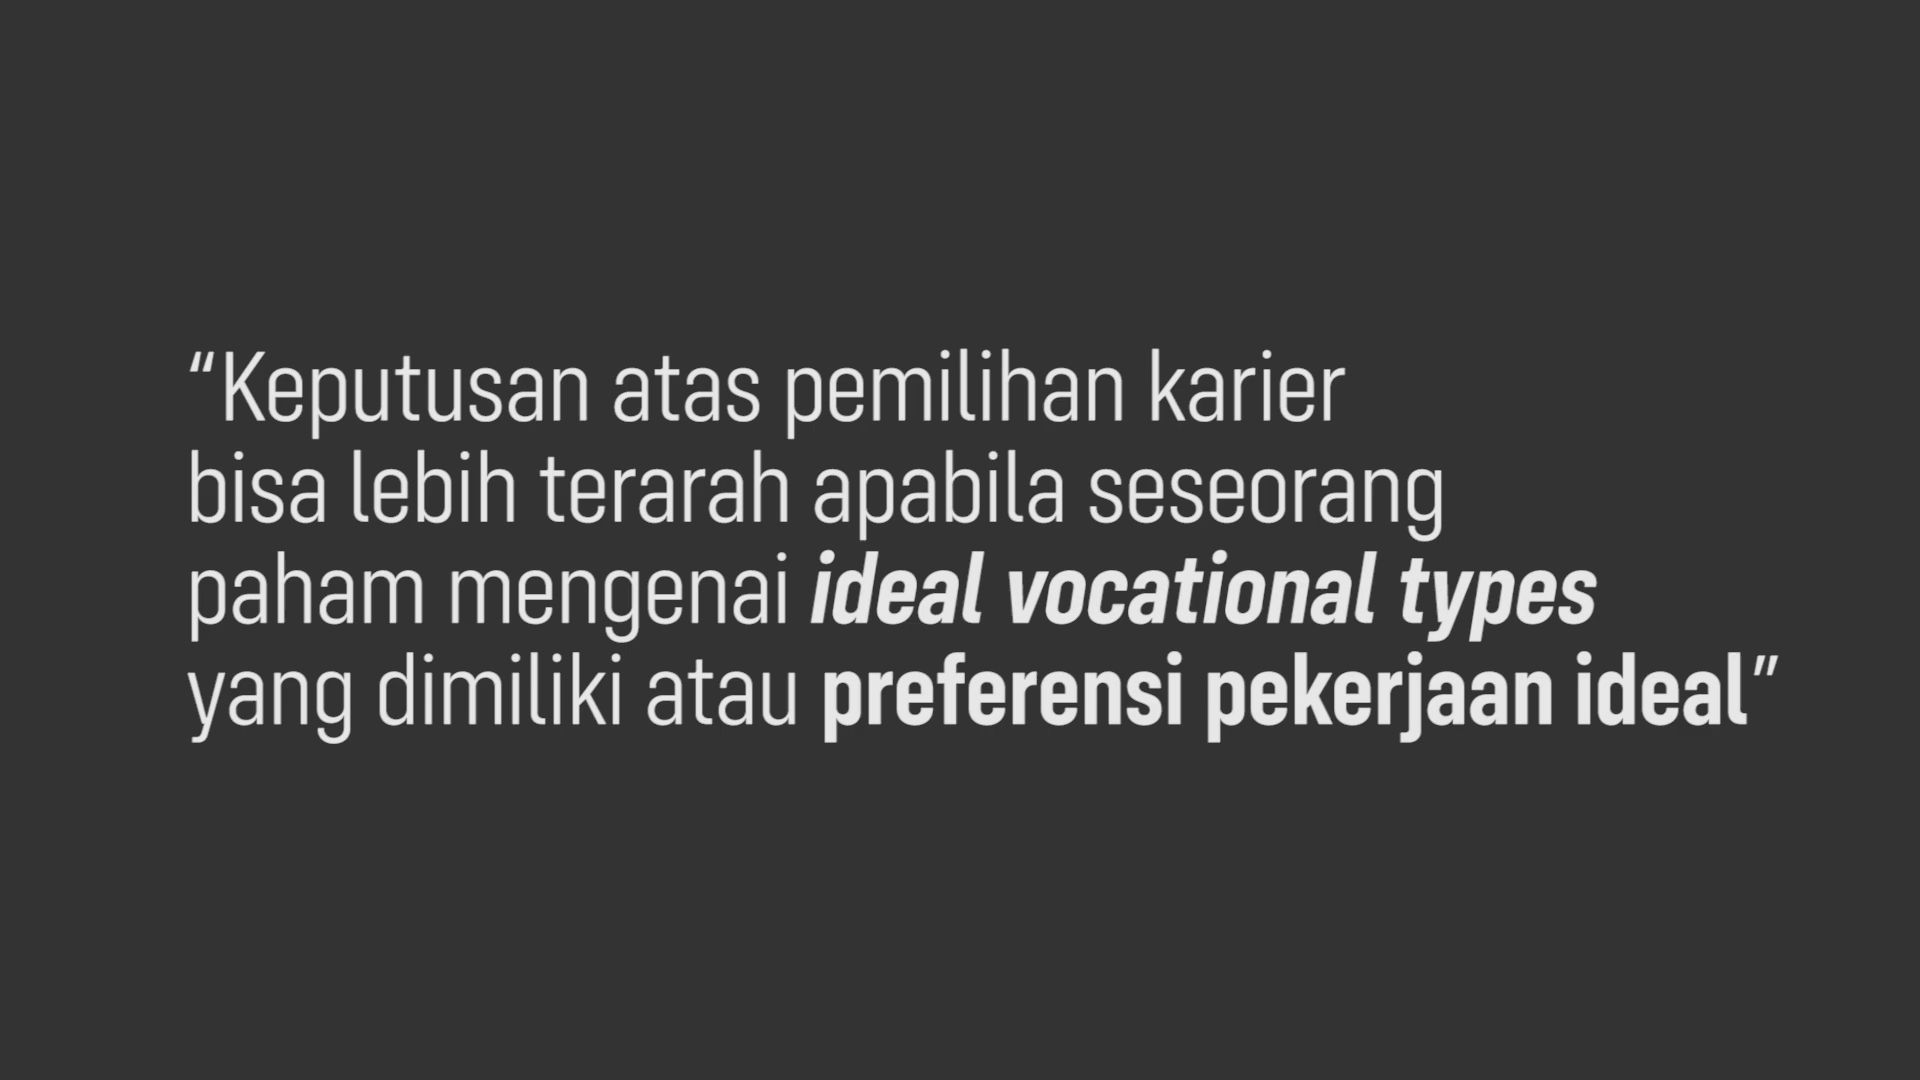 “Keputusan atas pemilihan karier
bisa lebih terarah apabila seseorang
paham mengenai ideal vocational types
yang dimiliki atau preferensi pekerjaan ideal”